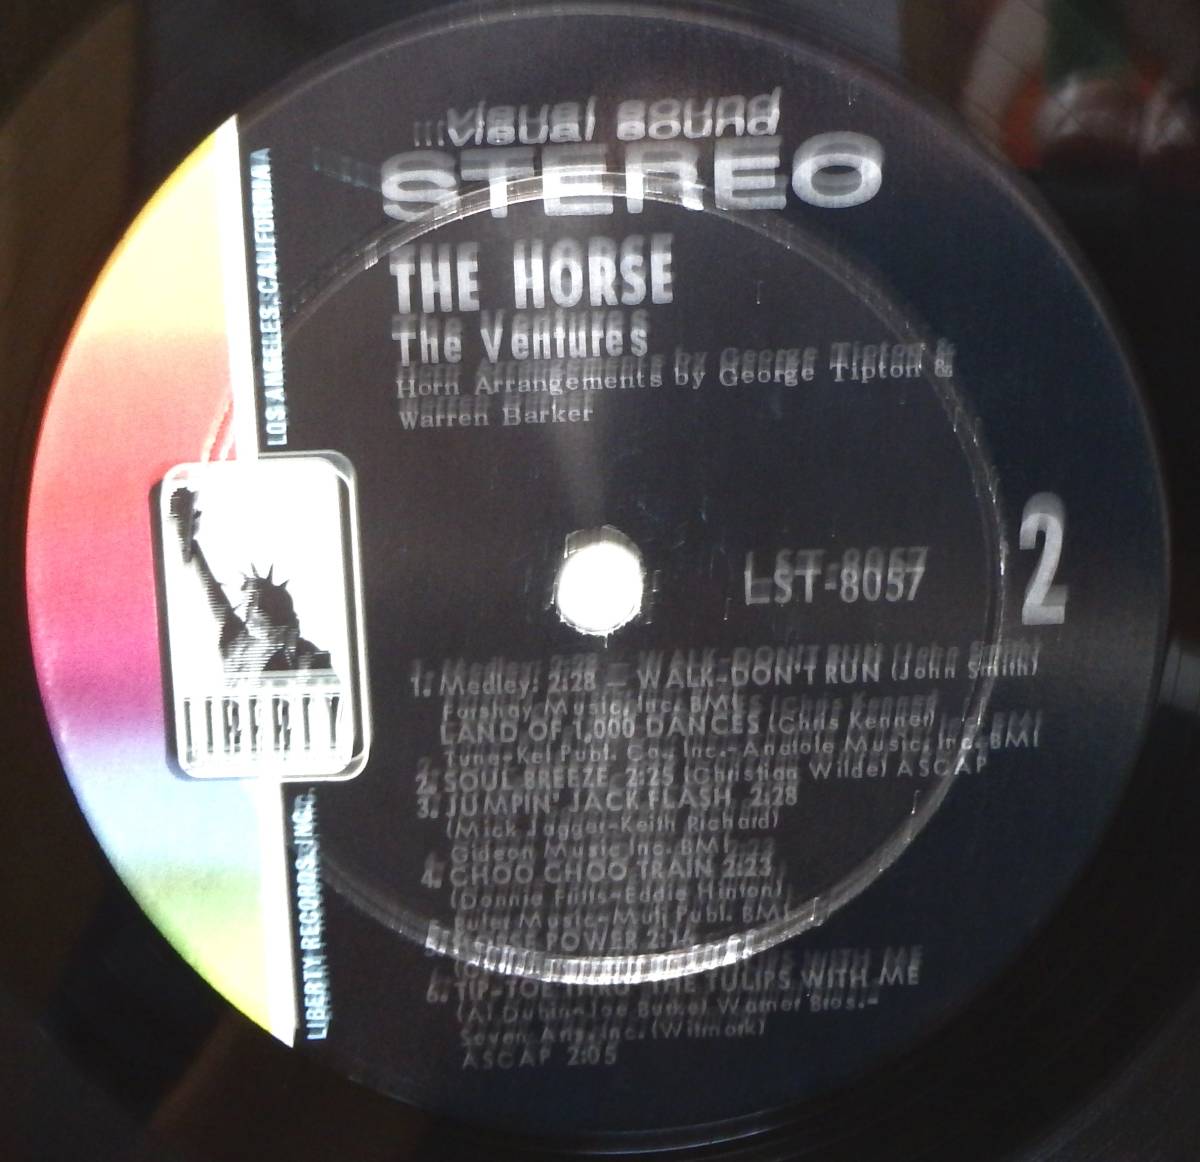 ...visual sound
STEREO
THE HORSE
The Ventures
Horn Arrangements by George Tipton &
Warren Barker
LOS ANGELES, CALIFORNIA
LIBERTY
LIBERTY RECORDS, INC.
LST-8057
2
1. Medley: 2:28 — WALK-DON'T RUN (John Smith)
Forshay Music, Inc. BMI
LAND OF 1,000 DANCES (Chris Kenner)
Tune-Kel Publ. Co., Inc.-Anatole Music, Inc. BMI
2. SOUL BREEZE 2:25 (Christian Wilde) ASCAP
3. JUMPIN' JACK FLASH 2:28
(Mick Jagger-Keith Richard)
Gideon Music Inc. BMI
4. CHOO CHOO TRAIN 2:23
(Donnie Fritts-Eddie Hinton)
Music- Publ. BMI
5. POWER
6. TIP-TOE THRU THE TULIPS WITH ME
(Al Dubin-Joe Burke) Warner Bros.-
Seven Arts, Inc. (Witmark)
ASCAP 2:05